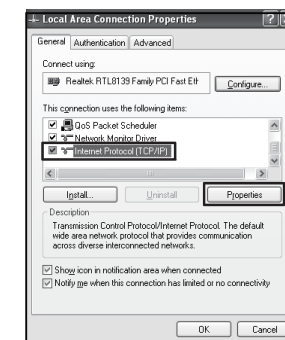 Local Area Connection Properties
General Authentication Advanced
Connect using:
Realtek RTL8139 Family PCI Fast Eth
Configure...
This connection uses the following items:
QoS Packet Scheduler
Network Monitor Driver
Internet Protocol (TCP/IP)
Install... Uninstall Properties
Description
Transmission Control Protocol/Internet Protocol. The default
wide area network protocol that provides communication
across diverse interconnected networks.
Show icon in notification area when connected
Notify me when this connection has limited or no connectivity
OK Cancel